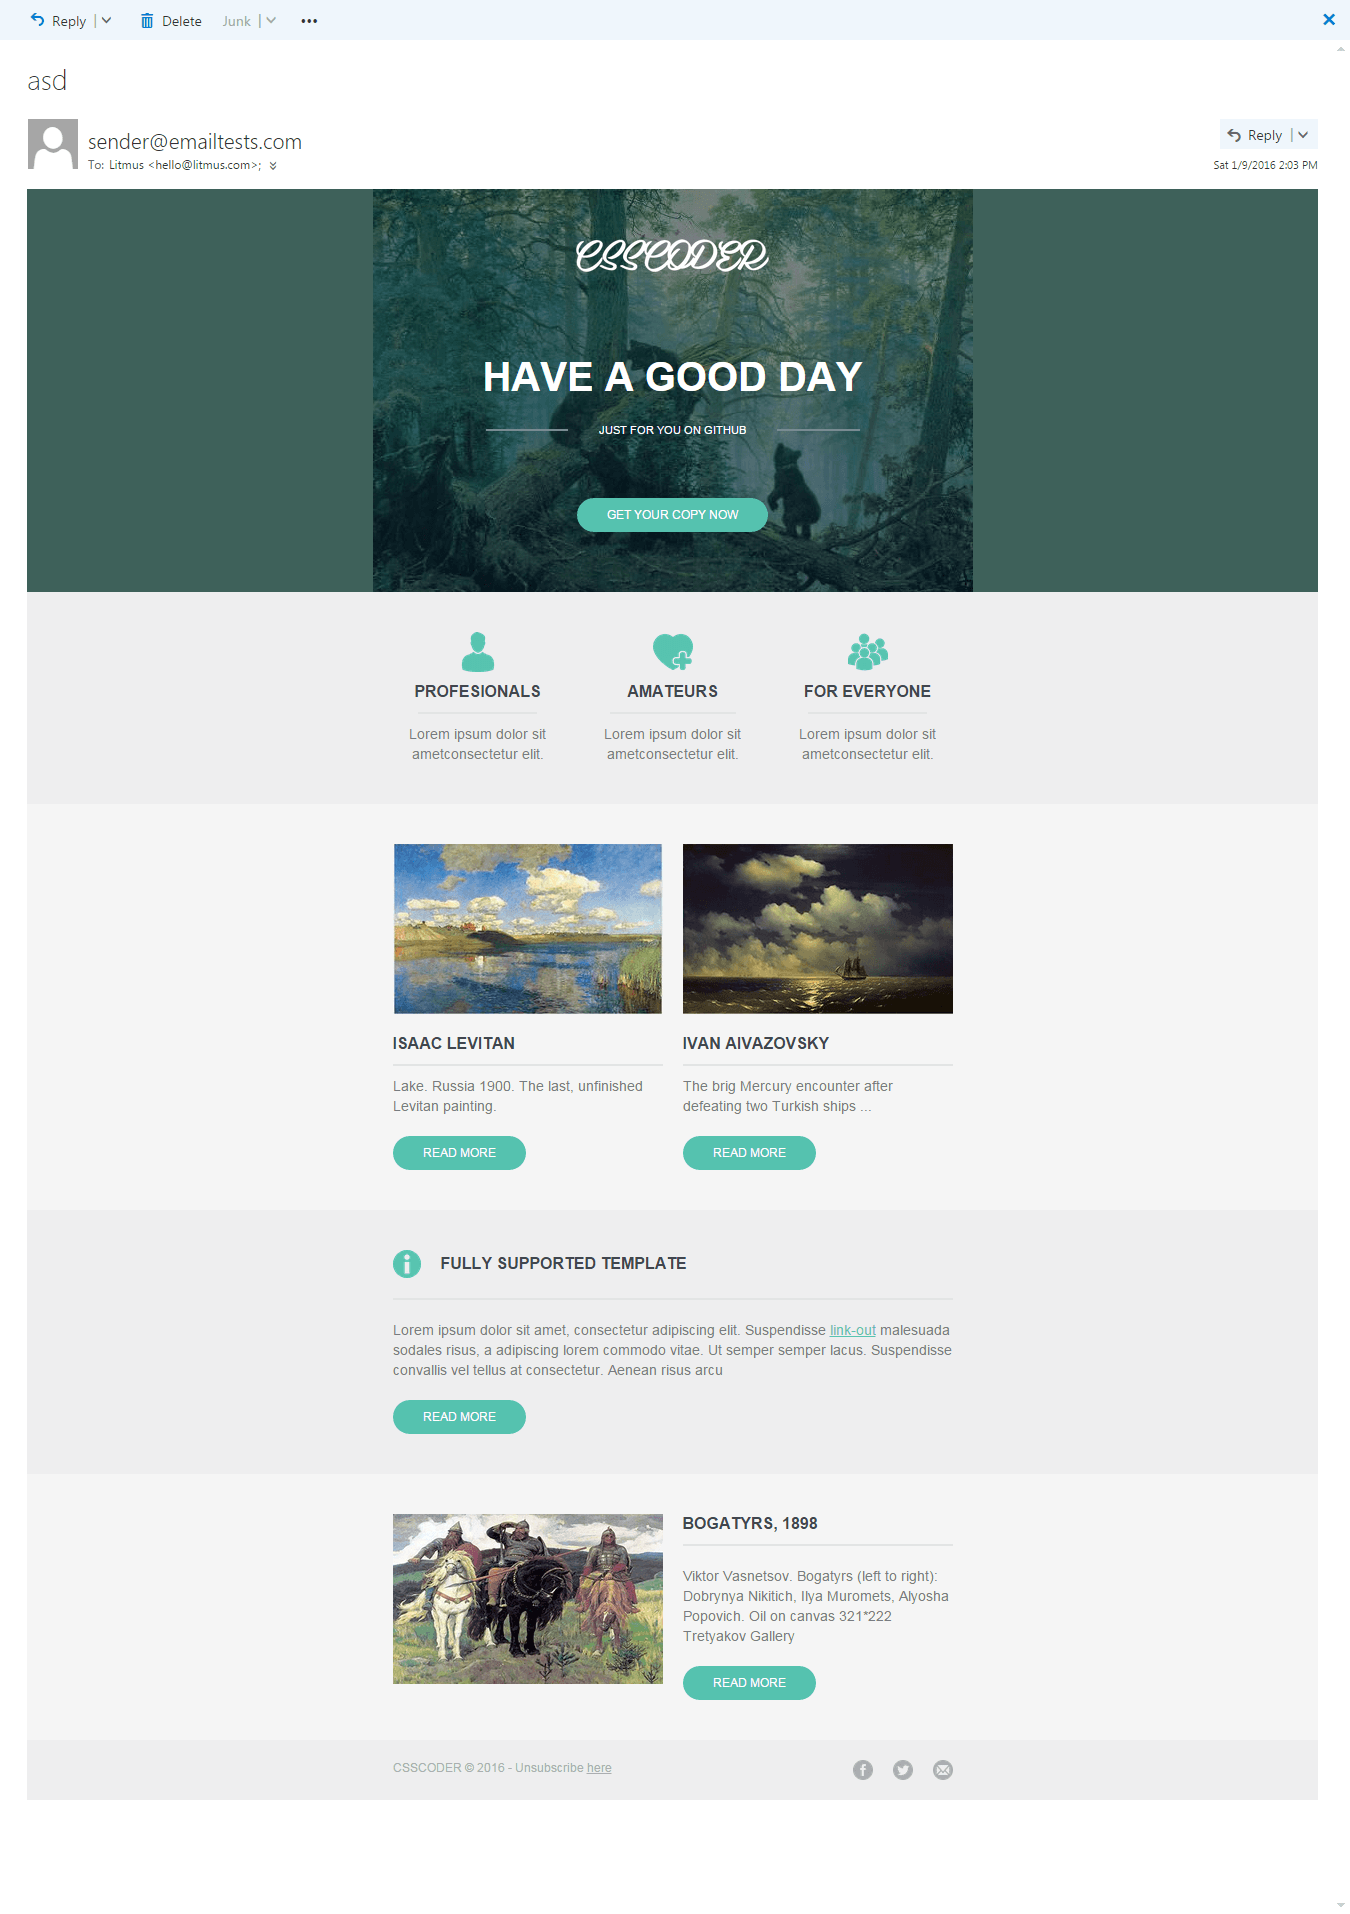 Reply
Delete
Junk
asd
sender@emailtests.com
Reply
To: Litmus <hello@litmus.com>;
Sat 1/9/2016 2:03 PM
CSSCODER
HAVE A GOOD DAY
JUST FOR YOU ON GITHUB
GET YOUR COPY NOW
PROFESIONALS
Lorem ipsum dolor sit
ametconsectetur elit.
AMATEURS
Lorem ipsum dolor sit
ametconsectetur elit.
FOR EVERYONE
Lorem ipsum dolor sit
ametconsectetur elit.
ISAAC LEVITAN
Lake. Russia 1900. The last, unfinished
Levitan painting.
READ MORE
IVAN AIVAZOVSKY
The brig Mercury encounter after
defeating two Turkish ships ...
READ MORE
FULLY SUPPORTED TEMPLATE
Lorem ipsum dolor sit amet, consectetur adipiscing elit. Suspendisse link-out malesuada
sodales risus, a adipiscing lorem commodo vitae. Ut semper semper lacus. Suspendisse
convallis vel tellus at consectetur. Aenean risus arcu
READ MORE
BOGATYRS, 1898
Viktor Vasnetsov. Bogatyrs (left to right):
Dobrynya Nikitich, Ilya Muromets, Alyosha
Popovich. Oil on canvas 321*222
Tretyakov Gallery
READ MORE
CSSCODER © 2016 - Unsubscribe here